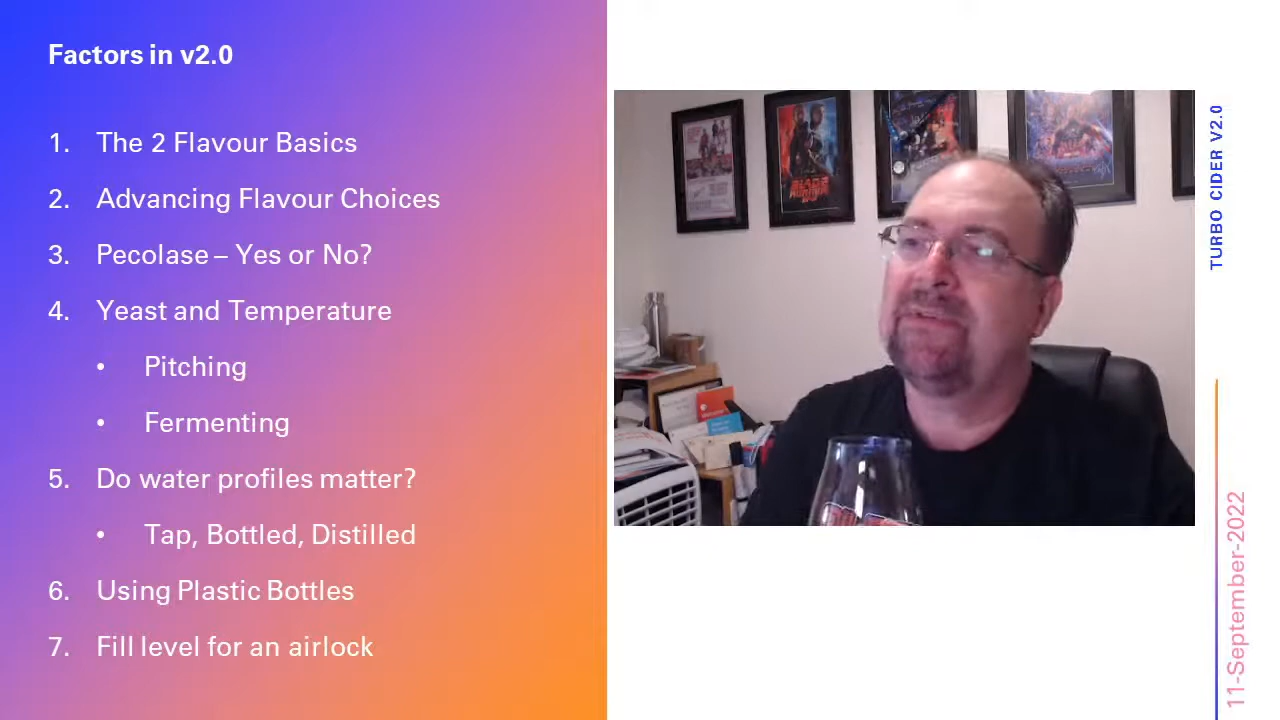 Factors in v2.0
1. The 2 Flavour Basics
2. Advancing Flavour Choices
3. Pecolase – Yes or No?
4. Yeast and Temperature
• Pitching
• Fermenting
5. Do water profiles matter?
• Tap, Bottled, Distilled
6. Using Plastic Bottles
7. Fill level for an airlock
TURBO CIDER V2.0
11-September-2022